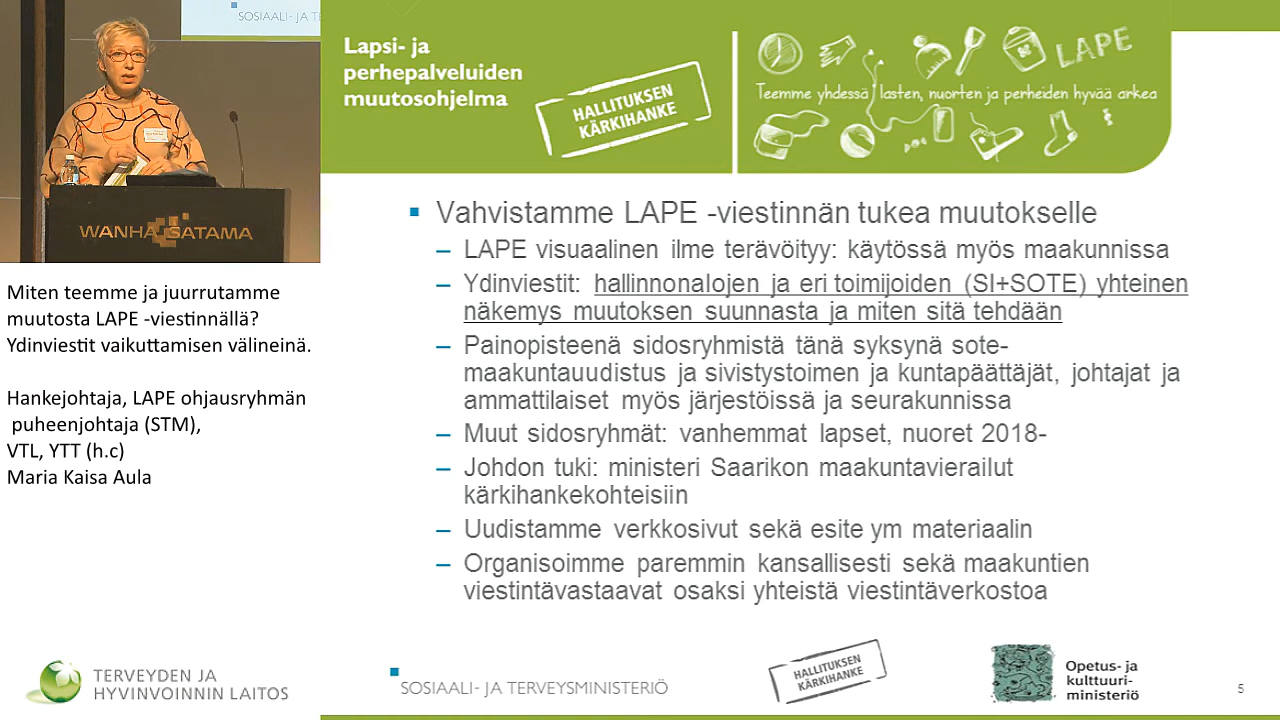 SOSIAALI- JA TE
WANHA SATAMA
Miten teemme ja juurrutamme
muutosta LAPE -viestinnällä?
Ydinviestit vaikuttamisen välineinä.
Hankejohtaja, LAPE ohjausryhmän
puheenjohtaja (STM),
VTL, YTT (h.c)
Maria Kaisa Aula
TERVEYDEN JA
HYVINVOINNIN LAITOS
Lapsi- ja
perhepalveluiden
muutosohjelma
HALLITUKSEN
KÄRKIHANKE
LAPE
Teemme yhdessä lasten, nuorten ja perheiden hyvää arkea
Vahvistamme LAPE -viestinnän tukea muutokselle
– LAPE visuaalinen ilme terävöityy: käytössä myös maakunnissa
– Ydinviestit: hallinnonalojen ja eri toimijoiden (SI+SOTE) yhteinen
näkemys muutoksen suunnasta ja miten sitä tehdään
– Painopisteenä sidosryhmistä tänä syksynä sote-
maakuntauudistus ja sivistystoimen ja kuntapäättäjät, johtajat ja
ammattilaiset myös järjestöissä ja seurakunnissa
– Muut sidosryhmät: vanhemmat lapset, nuoret 2018-
– Johdon tuki: ministeri Saarikon maakuntavierailut
kärkihankekohteisiin
– Uudistamme verkkosivut sekä esite ym materiaalin
– Organisoimme paremmin kansallisesti sekä maakuntien
viestintävastaavat osaksi yhteistä viestintäverkostoa
SOSIAALI- JA TERVEYSMINISTERIÖ
HALLITUKSEN
KÄRKIHANKE
Opetus- ja
kulttuuri-
ministeriö
5